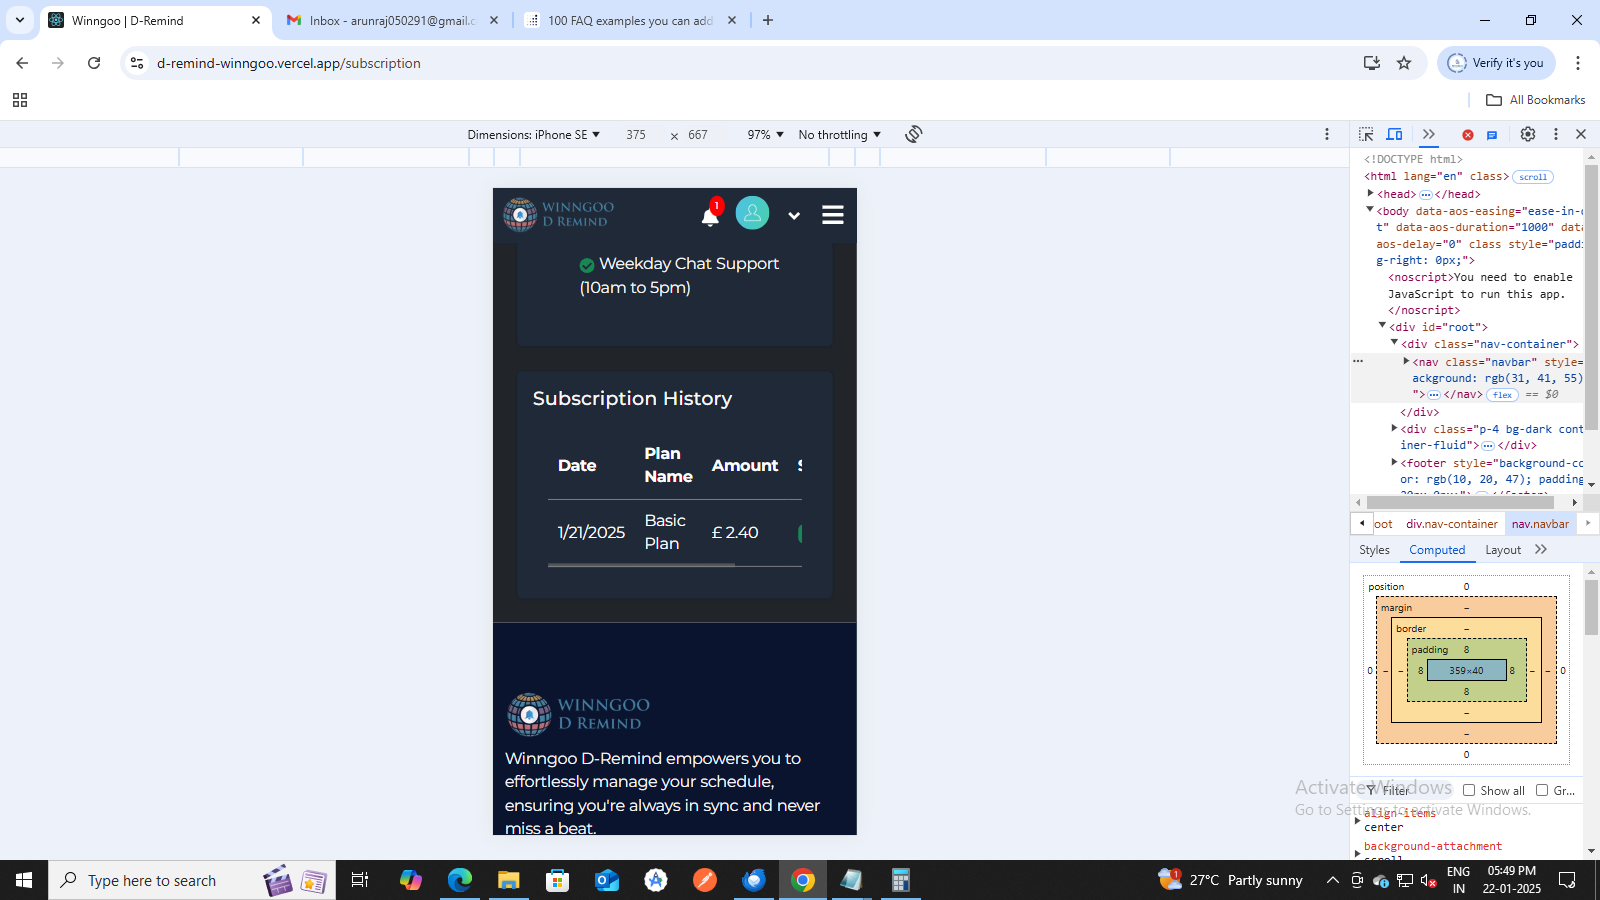 Winngoo | D-Remind
Inbox - arunraj050291@gmail.c
100 FAQ examples you can add
d-remind-winngoo.vercel.app/subscription
Verify it's you
All Bookmarks
Dimensions: iPhone SE
375 × 667
97%
No throttling
WINNGOO
D REMIND
1
Weekday Chat Support
(10am to 5pm)
Subscription History
Date Plan Name Amount S
1/21/2025 Basic Plan £ 2.40
WINNGOO
D REMIND
Winngoo D-Remind empowers you to
effortlessly manage your schedule,
ensuring you're always in sync and never
miss a beat.
<!DOCTYPE html>
<html lang="en" class> scroll
<head> </head>
<body data-aos-easing="ease-in-o
t" data-aos-duration="1000" data
aos-delay="0" class style="paddi
g-right: 0px;">
<noscript>You need to enable
JavaScript to run this app.
</noscript>
<div id="root">
<div class="nav-container">
<nav class="navbar" style=
ackground: rgb(31, 41, 55)
"> </nav> flex == $0
</div>
<div class="p-4 bg-dark cont
iner-fluid"> </div>
<footer style="background-co
or: rgb(10, 20, 47); padding
oot div.nav-container nav.navbar
Styles Computed Layout
position 0
margin –
border –
padding 8
0 – – 8 359×40 8 – – 0
8
–
–
0
Filter Show all Gr...
align-items
center
background-attachment
scroll
Activate Windows
Go to Settings to activate Windows.
Type here to search
1
27°C Partly sunny
ENG
IN
05:49 PM
22-01-2025